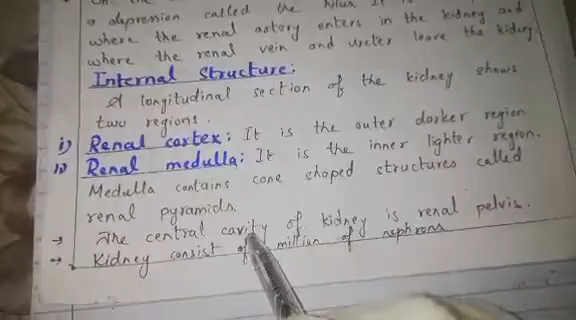 a depression called the hilus. It is
where the renal artery enters in the kidney and
where the renal vein and ureter leave the kidney.
Internal Structure:
A longitudinal section of the kidney shows
two regions.
i) Renal cortex: It is the outer darker region
ii) Renal medulla: It is the inner lighter region.
Medulla contains cone shaped structures called
renal pyramids.
→ The central cavity of kidney is renal pelvis.
→ Kidney consist of million of nephrons